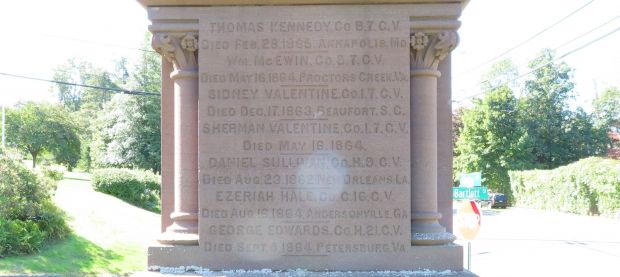 THOMAS KENNEDY, CO. B. 7. C. V.
DIED FEB. 28. 1865. ANNAPOLIS, MD
WM. MCEWIN, CO. B. 7. C. V.
DIED MAY 16. 1864. PROCTORS CREEK, VA.
SIDNEY VALENTINE, CO. I. 7. C. V.
DIED DEC. 17. 1863, BEAUFORT, S. C.
SHERMAN VALENTINE, CO. I. 7. C. V.
DIED MAY 16. 1864.
DANIEL SULLIVAN, CO. H. 9. C. V.
DIED AUG. 23. 1862. NEW ORLEANS, LA.
EZERIAH HALE, CO. C. 16. C. V.
DIED AUG. 16. 1864. ANDERSONVILLE, GA
GEORGE EDWARDS, CO. H. 21. C. V.
DIED SEPT. 1864. PETERSBURG VA
Bartlett